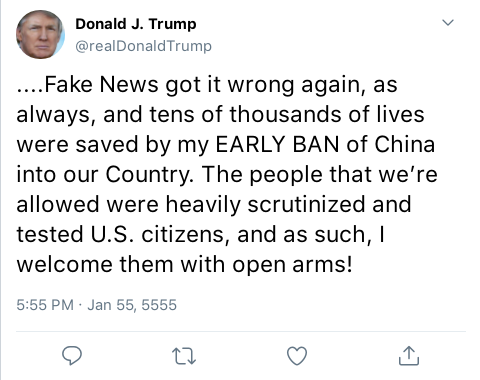 Donald J. Trump
@realDonaldTrump
....Fake News got it wrong again, as
always, and tens of thousands of lives
were saved by my EARLY BAN of China
into our Country. The people that we’re
allowed were heavily scrutinized and
tested U.S. citizens, and as such, I
welcome them with open arms!
5:55 PM · Jan 55, 5555